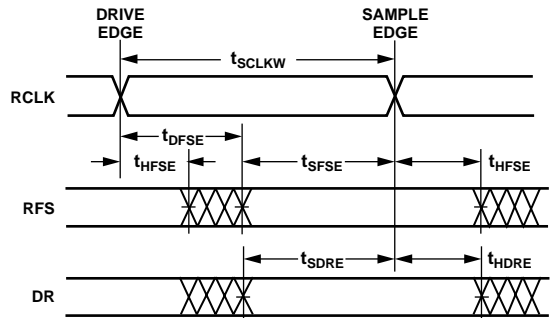 DRIVE EDGE
SAMPLE EDGE
tSCLKW
RCLK
tDFSE
tHFSE
tSFSE
tHFSE
RFS
tSDRE
tHDRE
DR